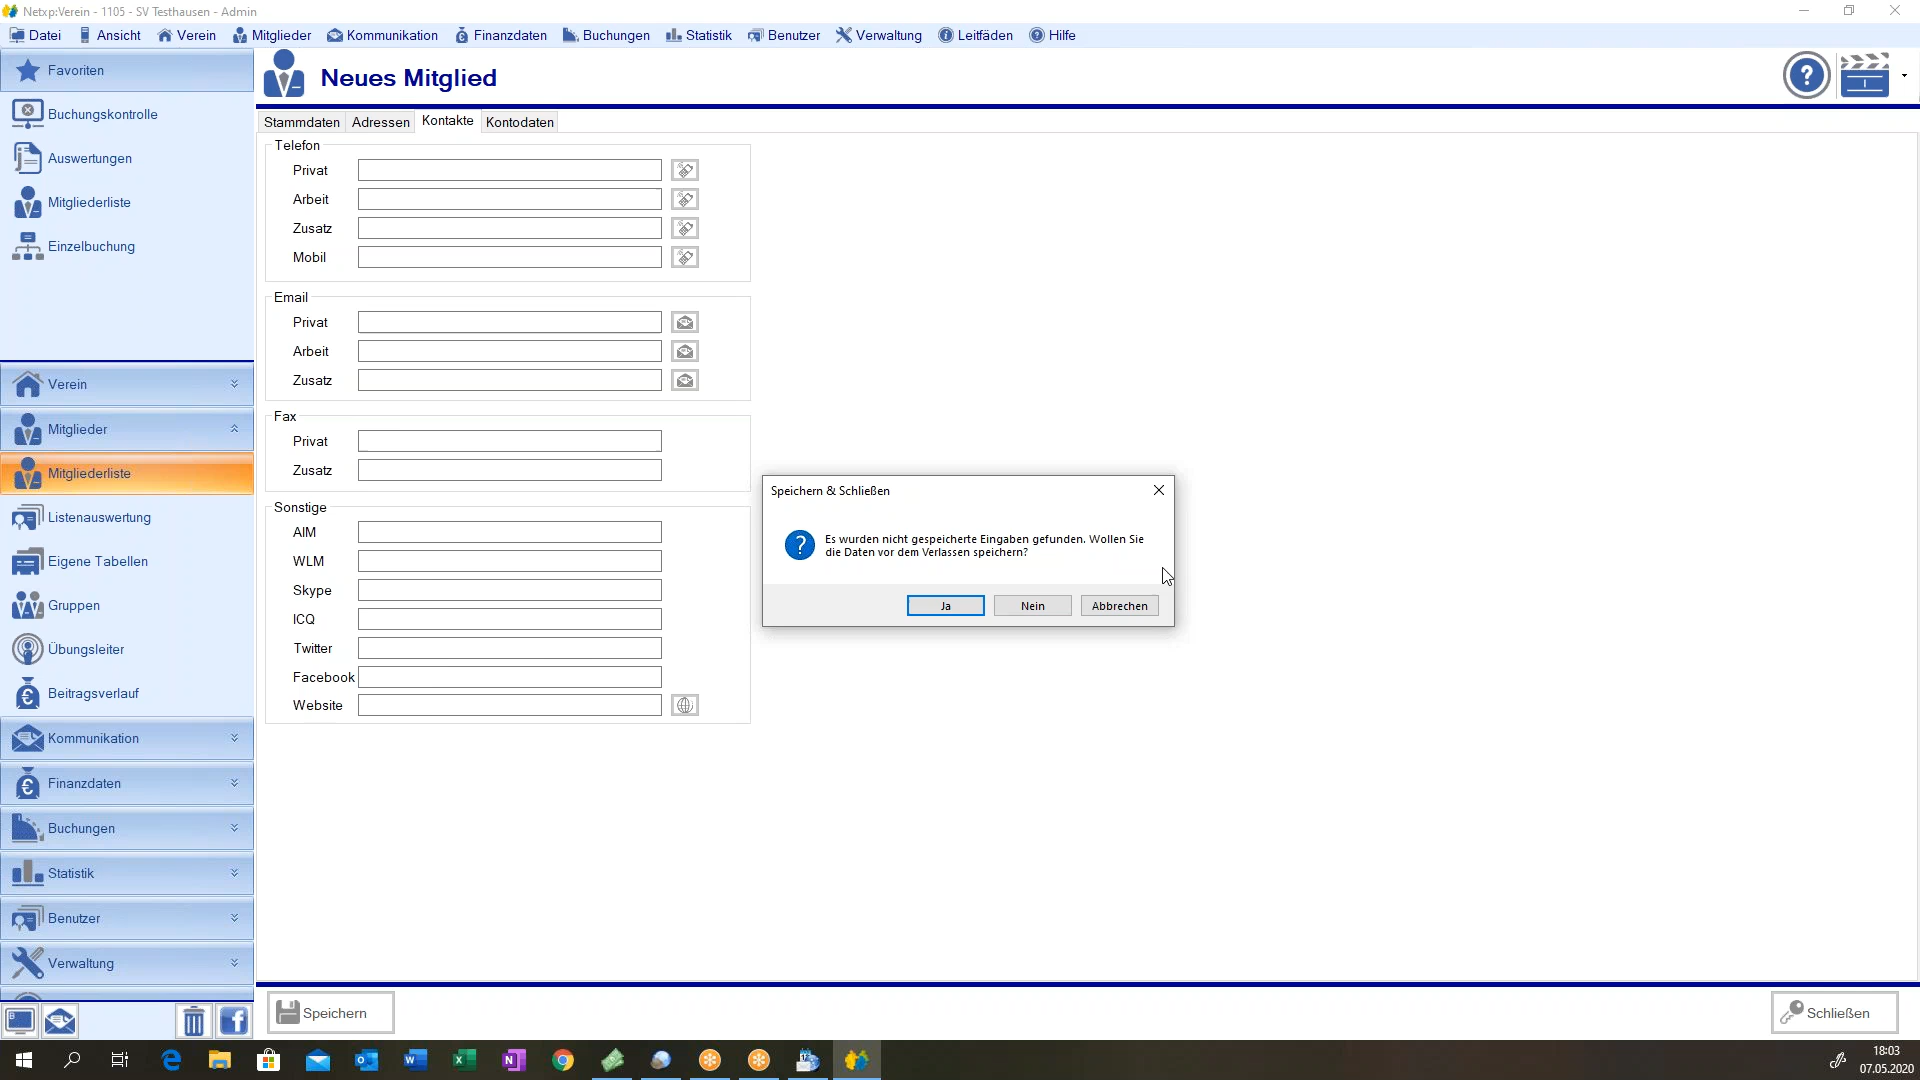 Netxp:Verein - 1105 - SV Testhausen - Admin
Datei Ansicht Verein Mitglieder Kommunikation Finanzdaten Buchungen Statistik Benutzer Verwaltung Leitfäden Hilfe
Favoriten
Buchungskontrolle
Auswertungen
Mitgliederliste
Einzelbuchung
Verein
Mitglieder
Mitgliederliste
Listenauswertung
Eigene Tabellen
Gruppen
Übungsleiter
Beitragsverlauf
Kommunikation
Finanzdaten
Buchungen
Statistik
Benutzer
Verwaltung
Neues Mitglied
Stammdaten Adressen Kontakte Kontodaten
Telefon
Privat
Arbeit
Zusatz
Mobil
Email
Privat
Arbeit
Zusatz
Fax
Privat
Zusatz
Sonstige
AIM
WLM
Skype
ICQ
Twitter
Facebook
Website
Speichern & Schließen
Es wurden nicht gespeicherte Eingaben gefunden. Wollen Sie
die Daten vor dem Verlassen speichern?
Ja Nein Abbrechen
Speichern
Schließen
18:03
07.05.2020